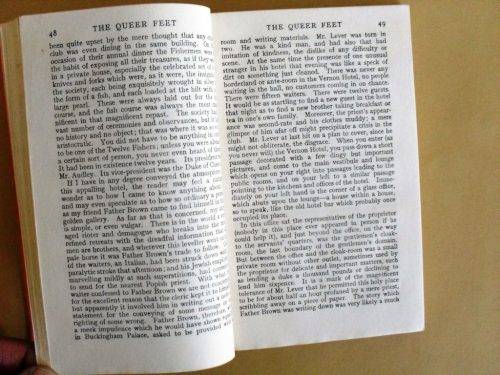 48 THE QUEER FEET
been quite upset by the mere thought that any
club was even dining in the same building. On
occasion of their annual dinner the Fishermen were
the habit of exposing all their treasures, as if they
in a private house, especially the celebrated set of
knives and forks which were, as it were, the insignia
the society, each being exquisitely wrought in silver
the form of a fish, and each loaded at the hilt with
large pearl. These were always laid out for the
course, and the fish course was always the most
nificent in that magnificent repast. The society had
vast number of ceremonies and observances, but it
no history and no object; that was where it was so
aristocratic. You did not have to be anything in
to be one of the Twelve Fishers; unless you were already
a certain sort of person, you never even heard of them.
It had been in existence twelve years. Its president
Mr. Audley. Its vice-president was the Duke of Chester.
If I have in any degree conveyed the atmosphere
this appalling hotel, the reader may feel a natural
wonder as to how I came to know anything about
and may even speculate as to how so ordinary a person
as my friend Father Brown came to find himself in that
golden gallery. As far as that is concerned, my
is simple, or even vulgar. There is in the world a
aged rioter and demagogue who breaks into the most
refined retreats with the dreadful information that
men are brothers, and wherever this leveller went on
pale horse it was Father Brown's trade to follow.
of the waiters, an Italian, had been struck down with
paralytic stroke that afternoon; and his Jewish employer,
marvelling mildly at such superstitions, had consented
to send for the nearest Popish priest. With what
waiter confessed to Father Brown we are not concerned,
for the excellent reason that the cleric kept it to
but apparently it involved him in writing out a note
statement for the conveying of some message or
righting of some wrong. Father Brown, therefore,
a meek impudence which he would have shown
in Buckingham Palace, asked to be provided with
THE QUEER FEET 49
room and writing materials. Mr. Lever was torn in
two. He was a kind man, and had also that bad
imitation of kindness, the dislike of any difficulty or
scene. At the same time the presence of one unusual
stranger in his hotel that evening was like a speck of
dirt on something just cleaned. There was never any
borderland or ante-room in the Vernon Hotel, no people
waiting in the hall, no customers coming in on chance.
There were fifteen waiters. There were twelve guests.
It would be as startling to find a new guest in the hotel
that night as to find a new brother taking breakfast or
tea in one's own family. Moreover, the priest's appear-
ance was second-rate and his clothes muddy; a mere
glimpse of him afar off might precipitate a crisis in the
club. Mr. Lever at last hit on a plan to cover, since he
might not obliterate, the disgrace. When you enter (as
you never will) the Vernon Hotel, you pass down a short
passage decorated with a few dingy but important
pictures, and come to the main vestibule and lounge
which opens on your right into passages leading to the
public rooms, and on your left to a similar passage
pointing to the kitchens and offices of the hotel. Imme-
diately on your left hand is the corner of a glass office,
which abuts upon the lounge—a house within a house,
so to speak, like the old hotel bar which probably once
occupied its place.
In this office sat the representative of the proprietor
(nobody in this place ever appeared in person if he
could help it), and just beyond the office, on the way
to the servants' quarters, was the gentlemen's cloak-
room, the last boundary of the gentlemen's domain.
But between the office and the cloak-room was a small
private room without other outlet, sometimes used by
the proprietor for delicate and important matters, such
as lending a duke a thousand pounds or declining to
lend him sixpence. It is a mark of the magnificent
tolerance of Mr. Lever that he permitted this holy place
to be for about half an hour profaned by a mere priest,
scribbling away on a piece of paper. The story which
Father Brown was writing down was very likely a much